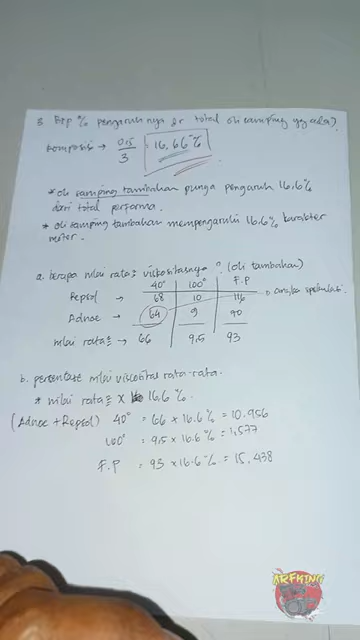 3. Brp % pengaruhnya dr total oli samping yg ada?
komposisi → 0,5/3 = 16,66%
* oli samping tambahan punya pengaruh 16.6%
dari total performa.
* oli samping tambahan mempengaruhi 16.6% karakter
motor.
a. berapa nilai rata2 viskositasnya? (oli tambahan)
40° 100° F.P
Repsol → 68 10 116 → angka spekulasi.
Adnoc → 64 9 90
nilai rata2 → 66 9,5 93
b. persentase nilai viscositas rata-rata.
* nilai rata2 x 16.6%.
(Adnoc + Repsol) 40° = 66 x 16.6% = 10.956
100° = 9,5 x 16.6% = 1,577
F.P = 93 x 16.6% = 15,438
ARFKING